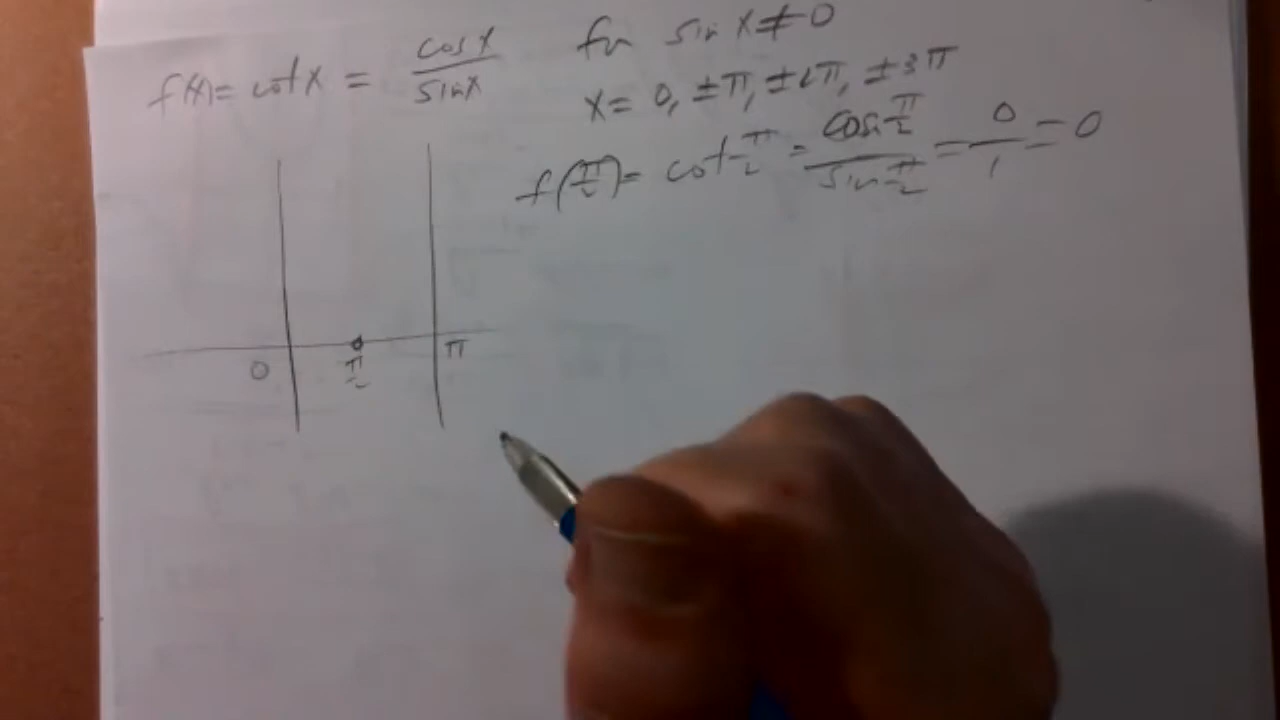 f(x) = cot x = cos x / sin x for sin x ≠ 0
x = 0, ±π, ±2π, ±3π
f(π/2) = cot π/2 = cos π/2 / sin π/2 = 0/1 = 0
0 π/2 π